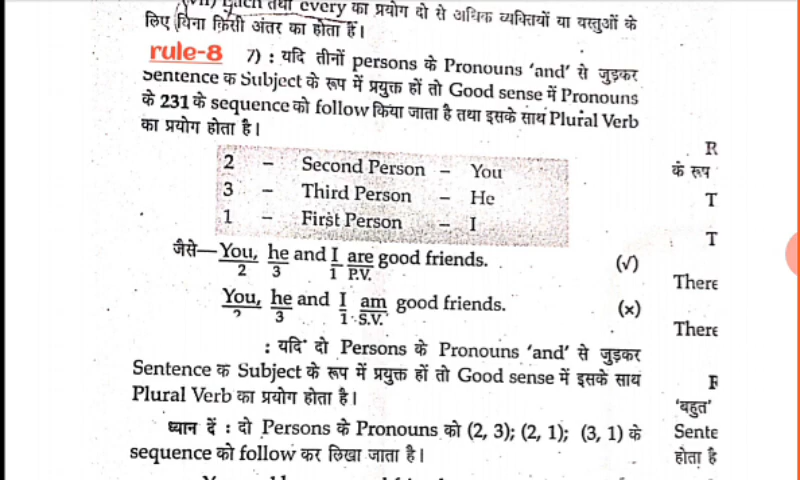 Each तथा every का प्रयोग दो से अधिक व्यक्तियों या वस्तुओं के
लिए बिना किसी अंतर का होता है।
rule-8 7) : यदि तीनों persons के Pronouns 'and' से जुड़कर
Sentence के Subject के रूप में प्रयुक्त हों तो Good sense में Pronouns
के 231 के sequence को follow किया जाता है तथा इसके साथ Plural Verb
का प्रयोग होता है।
2 – Second Person – You
3 – Third Person – He
1 – First Person – I
जैसे— You, he and I are good friends. (√)
2 3 1 P.V.
You, he and I am good friends. (×)
2 3 1 S.V.
: यदि दो Persons के Pronouns 'and' से जुड़कर
Sentence के Subject के रूप में प्रयुक्त हों तो Good sense में इसके साथ
Plural Verb का प्रयोग होता है।
ध्यान दें : दो Persons के Pronouns को (2, 3); (2, 1); (3, 1) के
sequence को follow कर लिखा जाता है।
R
के रूप
T
T
There
There
'बहुत'
Sente
होता है